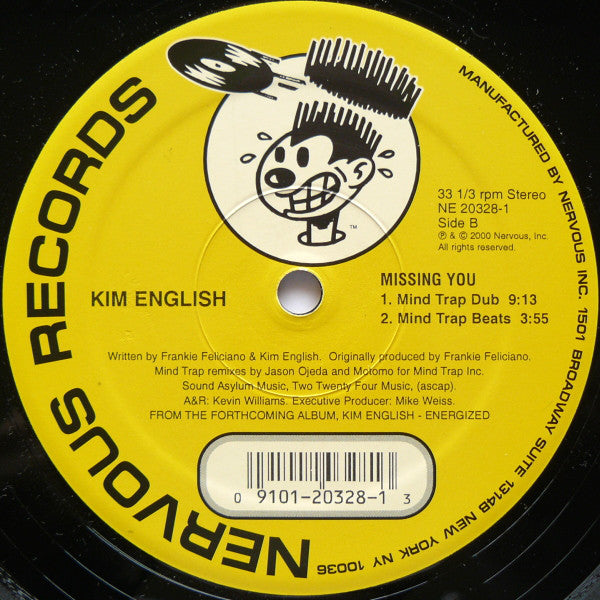 NERVOUS RECORDS
MANUFACTURED BY NERVOUS INC. 1501 BROADWAY SUITE 1314B NEW YORK NY 10036
TM
33 1/3 rpm Stereo
NE 20328-1
Side B
℗ & © 2000 Nervous, Inc.
All rights reserved.
KIM ENGLISH
MISSING YOU
1. Mind Trap Dub 9:13
2. Mind Trap Beats 3:55
Written by Frankie Feliciano & Kim English. Originally produced by Frankie Feliciano.
Mind Trap remixes by Jason Ojeda and Motomo for Mind Trap Inc.
Sound Asylum Music, Two Twenty Four Music, (ascap).
A&R: Kevin Williams. Executive Producer: Mike Weiss.
FROM THE FORTHCOMING ALBUM, KIM ENGLISH - ENERGIZED
0 9101-20328-1 3